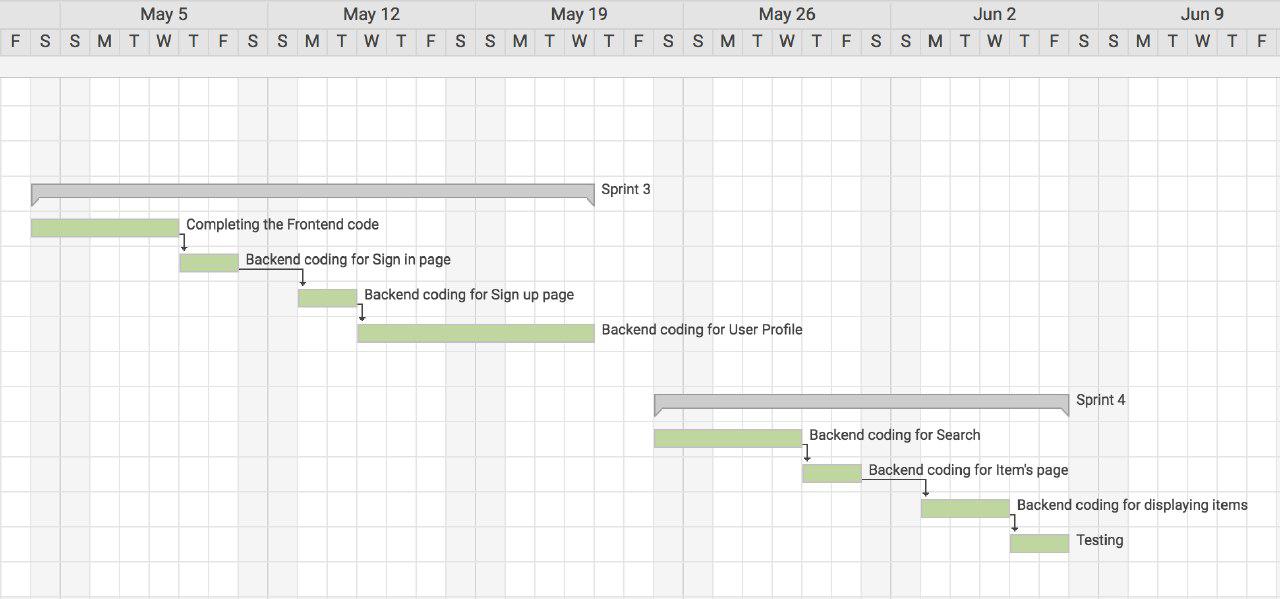 May 5 May 12 May 19 May 26 Jun 2 Jun 9
F S S M T W T F S S M T W T F S S M T W T F S S M T W T F S S M T W T F S S M T W T F
Sprint 3
Completing the Frontend code
Backend coding for Sign in page
Backend coding for Sign up page
Backend coding for User Profile
Sprint 4
Backend coding for Search
Backend coding for Item's page
Backend coding for displaying items
Testing